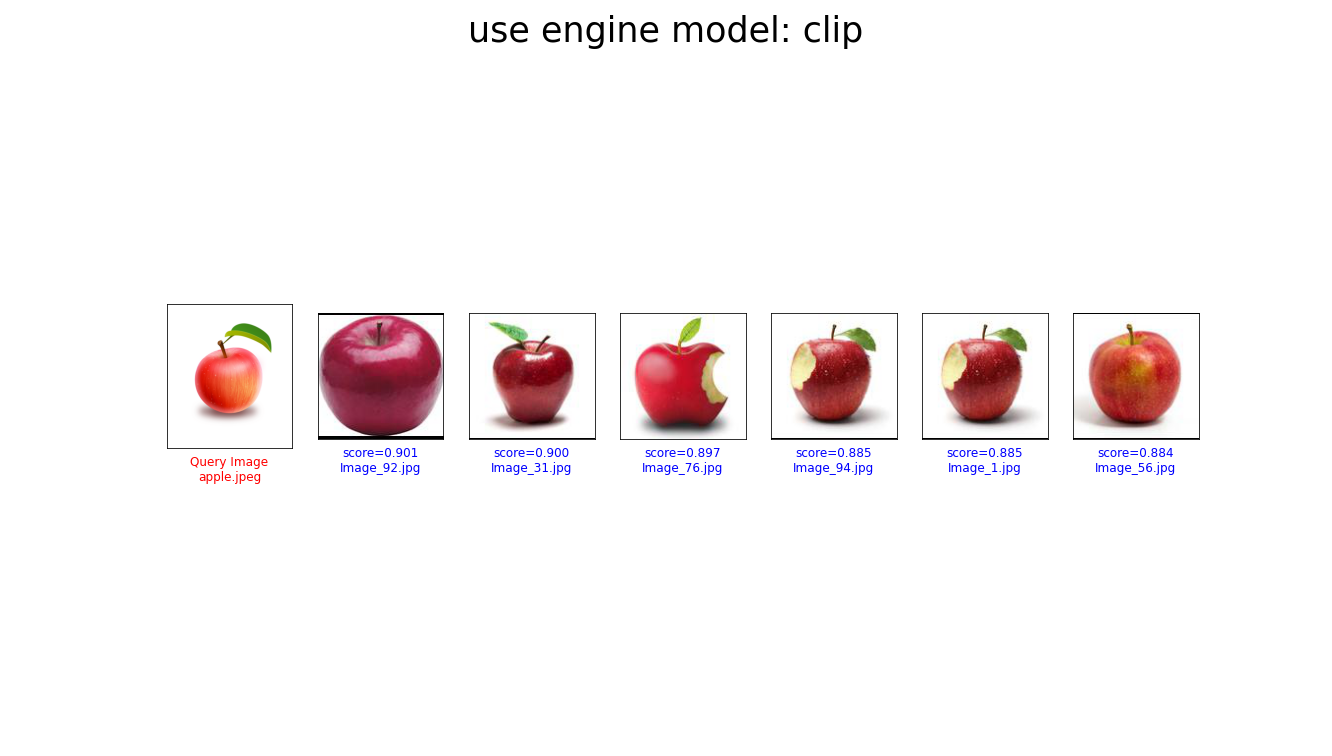 use engine model: clip
Query Image
apple.jpeg
score=0.901
Image_92.jpg
score=0.900
Image_31.jpg
score=0.897
Image_76.jpg
score=0.885
Image_94.jpg
score=0.885
Image_1.jpg
score=0.884
Image_56.jpg